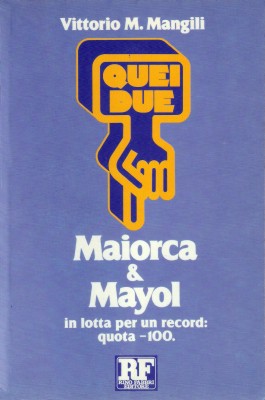 Vittorio M. Mangili
QUEI
DUE
Maiorca
&
Mayol
in lotta per un record:
quota -100.
RF
RINO FABBRI
EDITORE